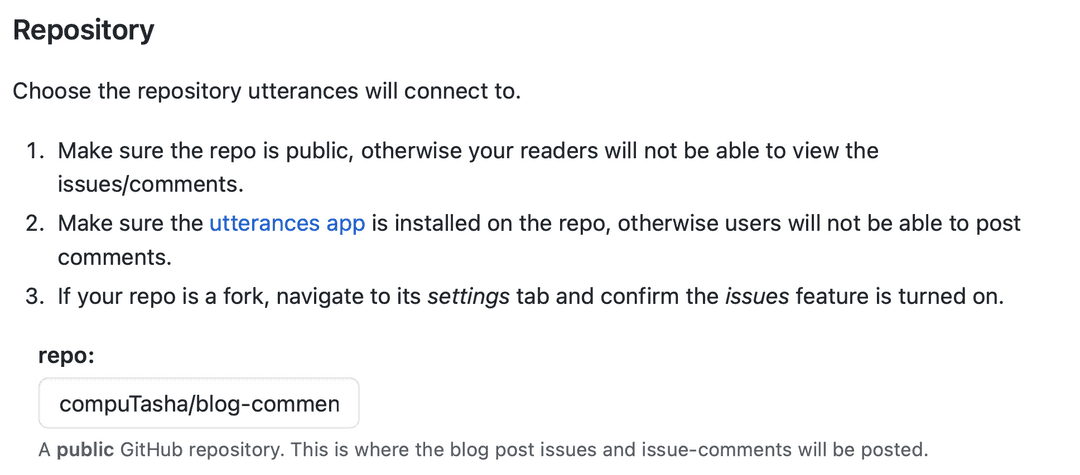 Repository
Choose the repository utterances will connect to.
1. Make sure the repo is public, otherwise your readers will not be able to view the
issues/comments.
2. Make sure the utterances app is installed on the repo, otherwise users will not be able to post
comments.
3. If your repo is a fork, navigate to its settings tab and confirm the issues feature is turned on.
repo:
compuTasha/blog-commen
A public GitHub repository. This is where the blog post issues and issue-comments will be posted.